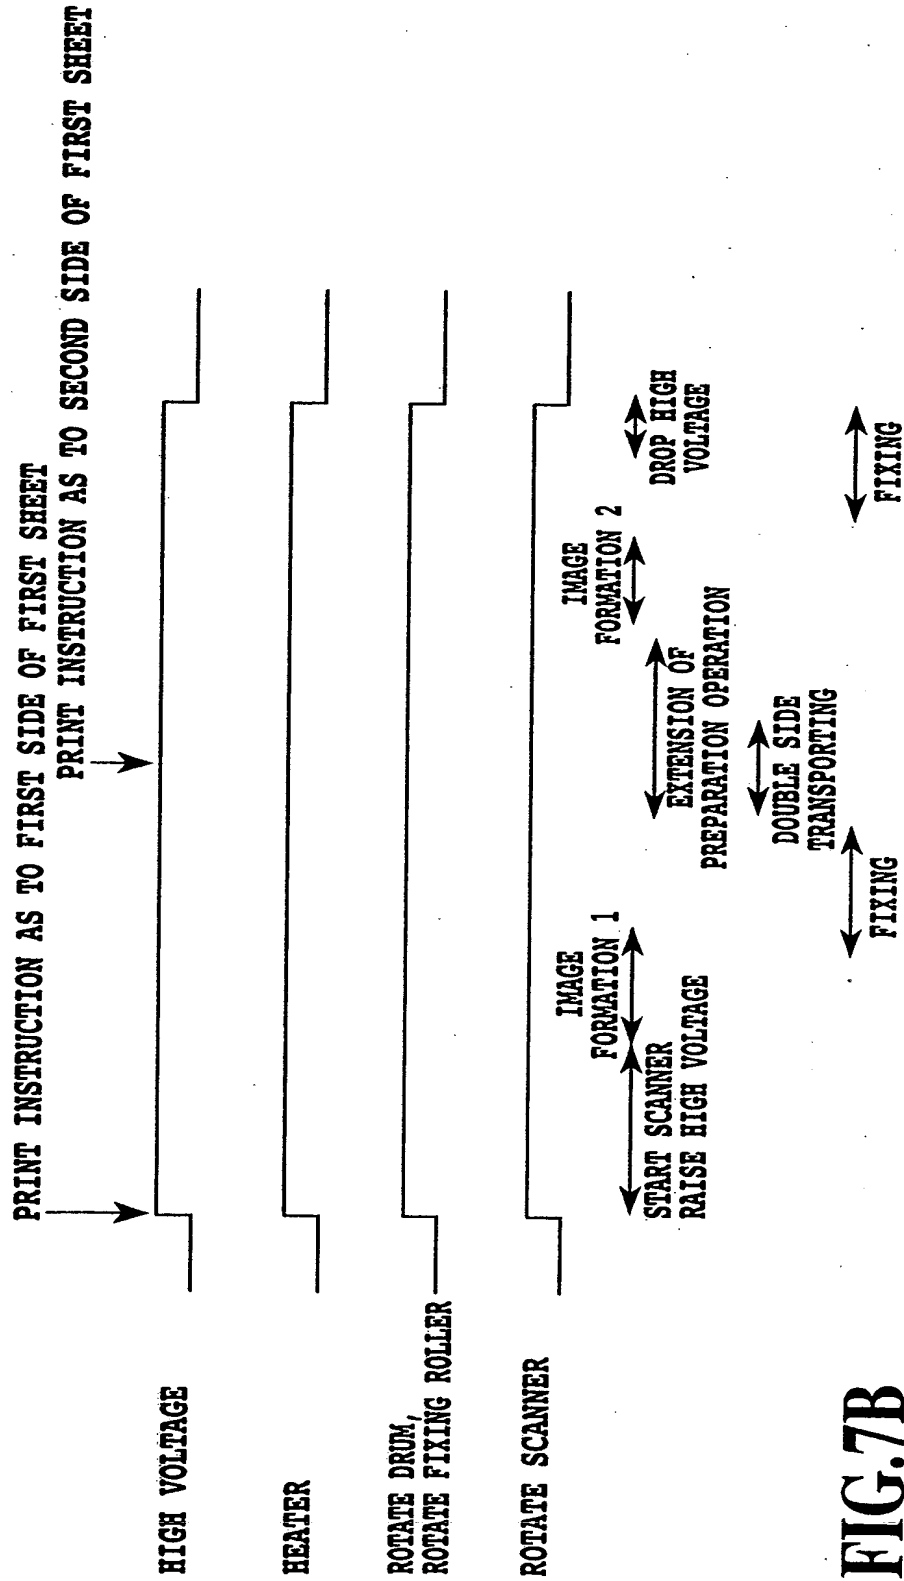 PRINT INSTRUCTION AS TO FIRST SIDE OF FIRST SHEET
PRINT INSTRUCTION AS TO SECOND SIDE OF FIRST SHEET
HIGH VOLTAGE
HEATER
ROTATE DRUM,
ROTATE FIXING ROLLER
ROTATE SCANNER
START SCANNER
RAISE HIGH VOLTAGE
IMAGE
FORMATION 1
EXTENSION OF
PREPARATION OPERATION
IMAGE
FORMATION 2
DROP HIGH
VOLTAGE
DOUBLE SIDE
TRANSPORTING
FIXING
FIXING
FIG.7B